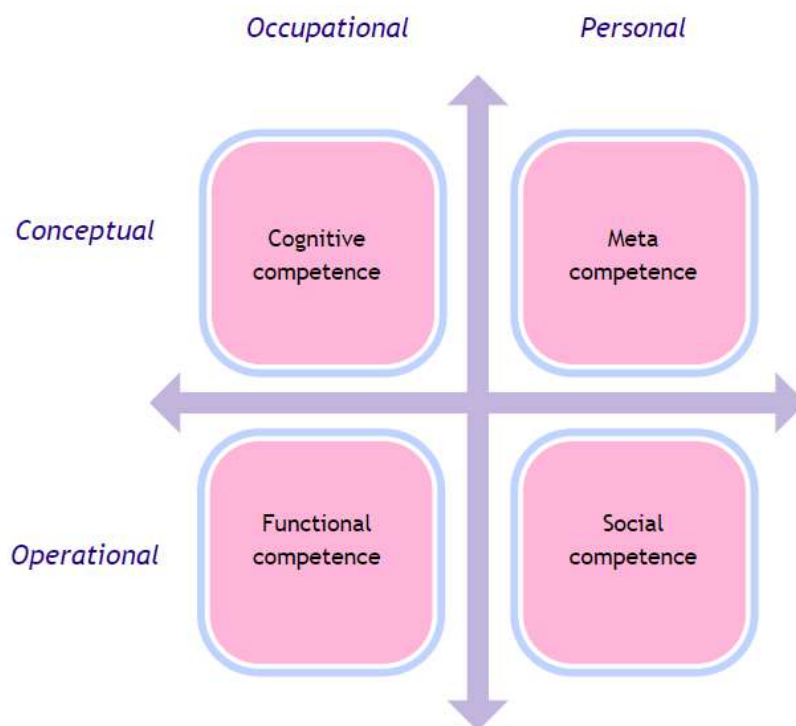 Occupational
Personal
Conceptual
Cognitive
competence
Meta
competence
Operational
Functional
competence
Social
competence